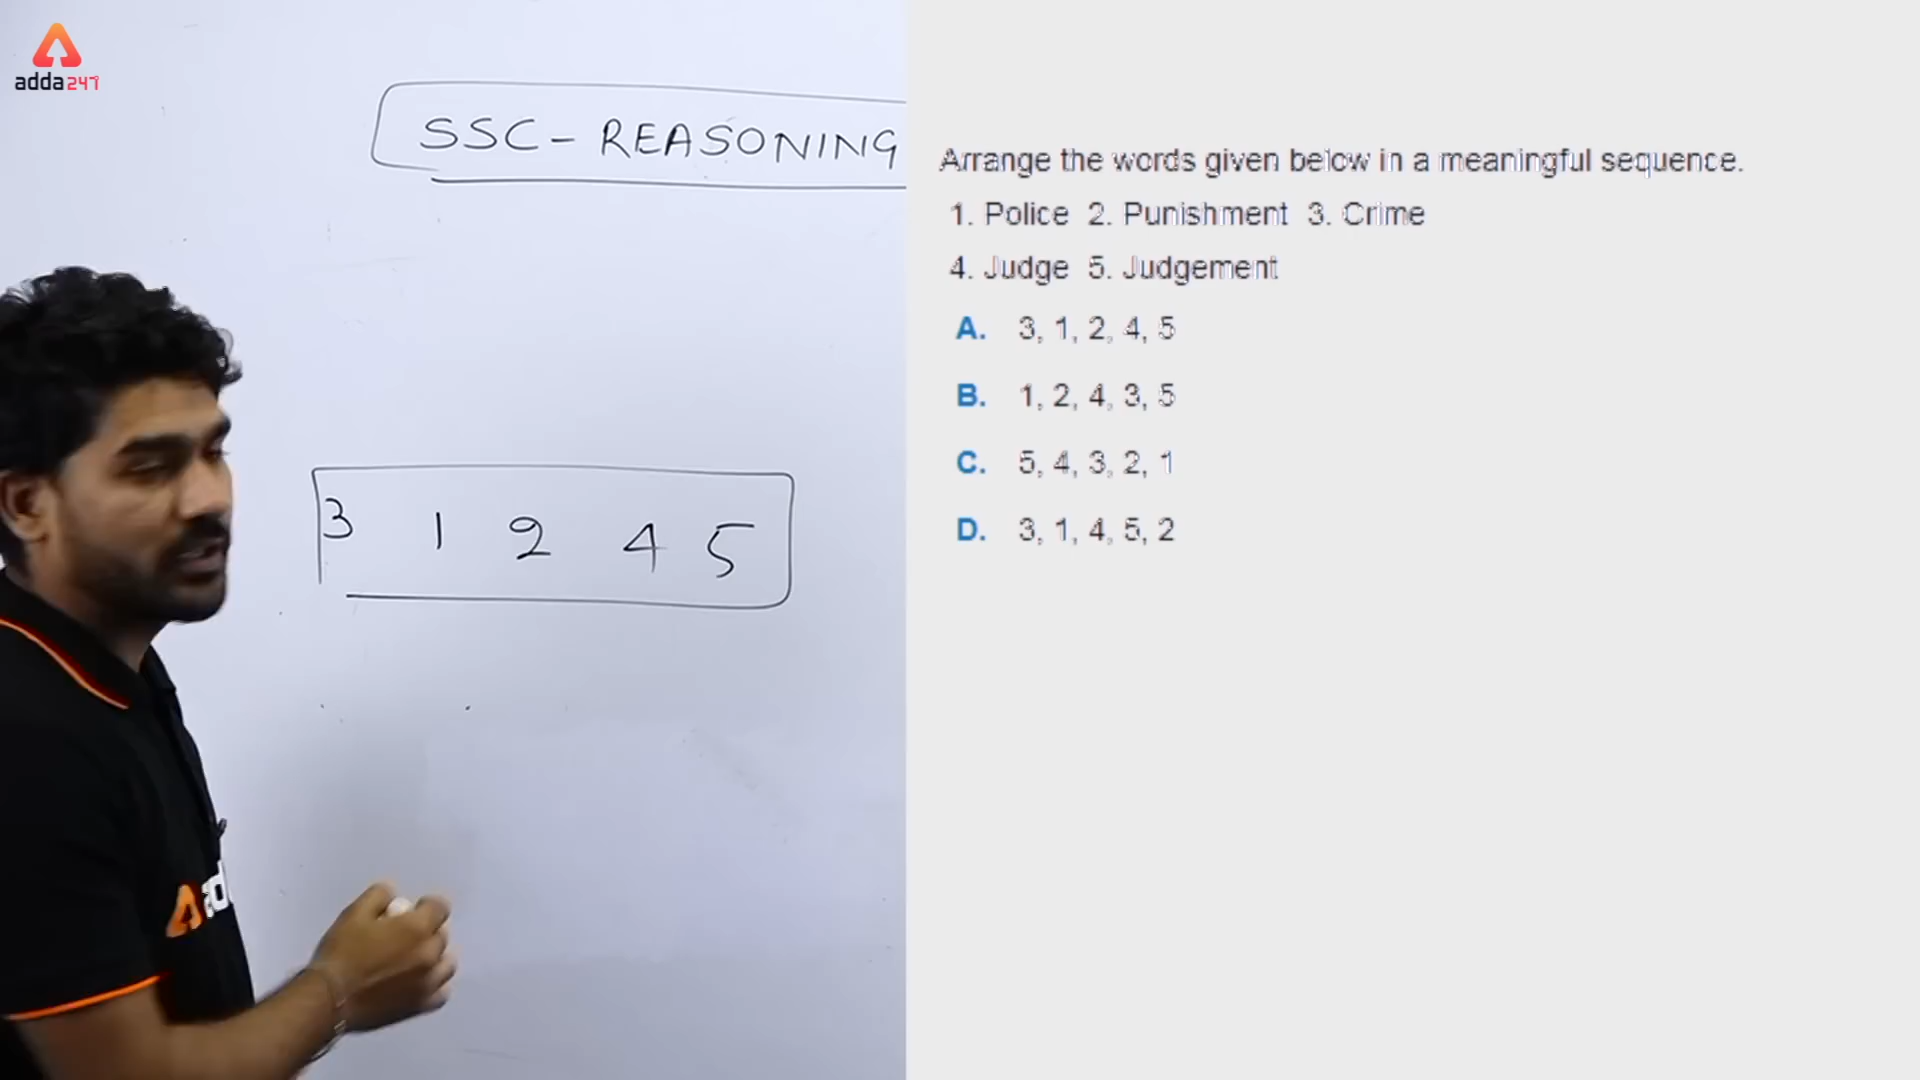 adda247
SSC - REASONING
3 1 2 4 5
Arrange the words given below in a meaningful sequence.
1. Police 2. Punishment 3. Crime
4. Judge 5. Judgement
A. 3, 1, 2, 4, 5
B. 1, 2, 4, 3, 5
C. 5, 4, 3, 2, 1
D. 3, 1, 4, 5, 2